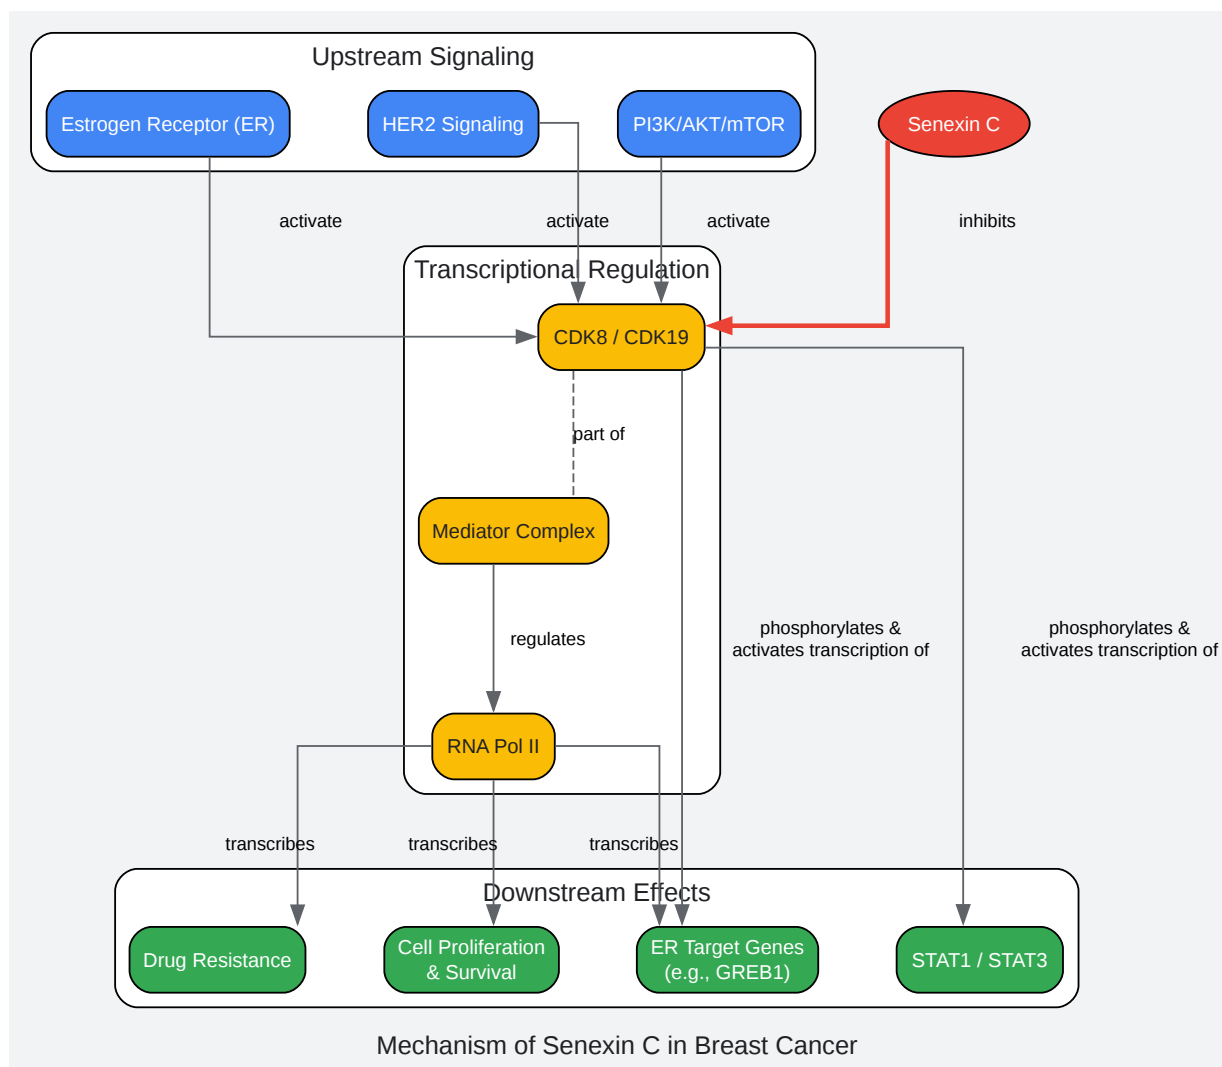 Upstream Signaling
Estrogen Receptor (ER)
HER2 Signaling
PI3K/AKT/mTOR
Senexin C
activate
activate
activate
inhibits
Transcriptional Regulation
CDK8 / CDK19
part of
Mediator Complex
regulates
phosphorylates &
activates transcription of
phosphorylates &
activates transcription of
RNA Pol II
transcribes
transcribes
transcribes
Downstream Effects
Drug Resistance
Cell Proliferation
& Survival
ER Target Genes
(e.g., GREB1)
STAT1 / STAT3
Mechanism of Senexin C in Breast Cancer